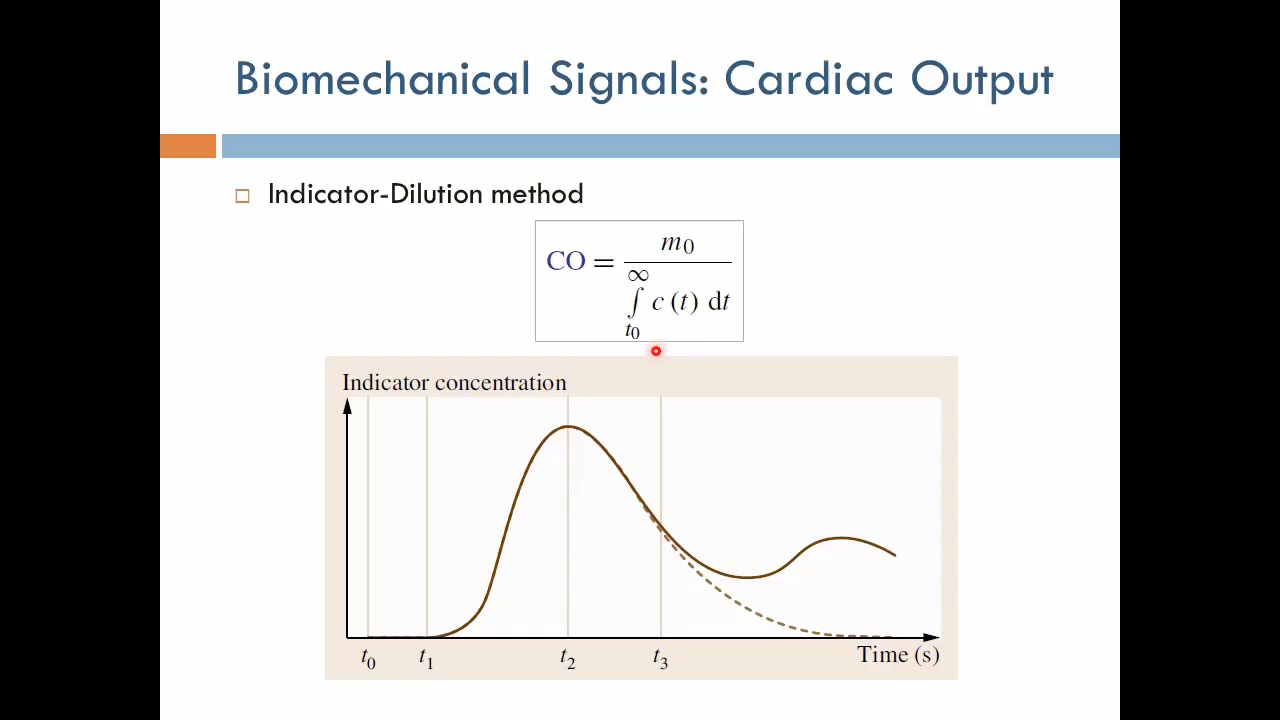 Biomechanical Signals: Cardiac Output
Indicator-Dilution method
CO = m0 / ∫t0∞ c (t) dt
Indicator concentration
t0 t1 t2 t3 Time (s)